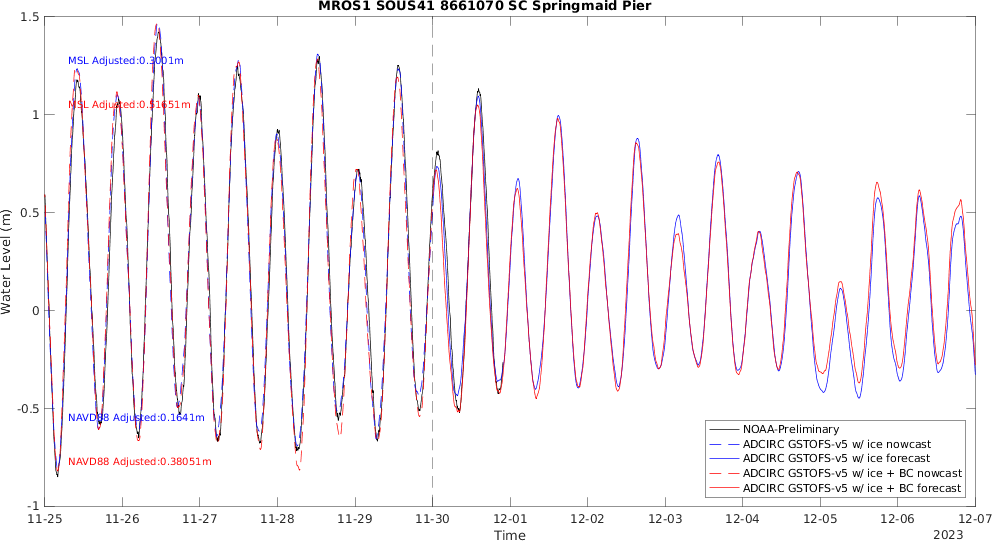 MROS1 SOUS41 8661070 SC Springmaid Pier
1.5
1
0.5
0
-0.5
-1
Water Level (m)
MSL Adjusted:0.3001m
MSL Adjusted:0.51651m
NAVD88 Adjusted:0.1641m
NAVD88 Adjusted:0.38051m
NOAA-Preliminary
ADCIRC GSTOFS-v5 w/ ice nowcast
ADCIRC GSTOFS-v5 w/ ice forecast
ADCIRC GSTOFS-v5 w/ ice + BC nowcast
ADCIRC GSTOFS-v5 w/ ice + BC forecast
11-25 11-26 11-27 11-28 11-29 11-30 12-01 12-02 12-03 12-04 12-05 12-06 12-07
Time
2023